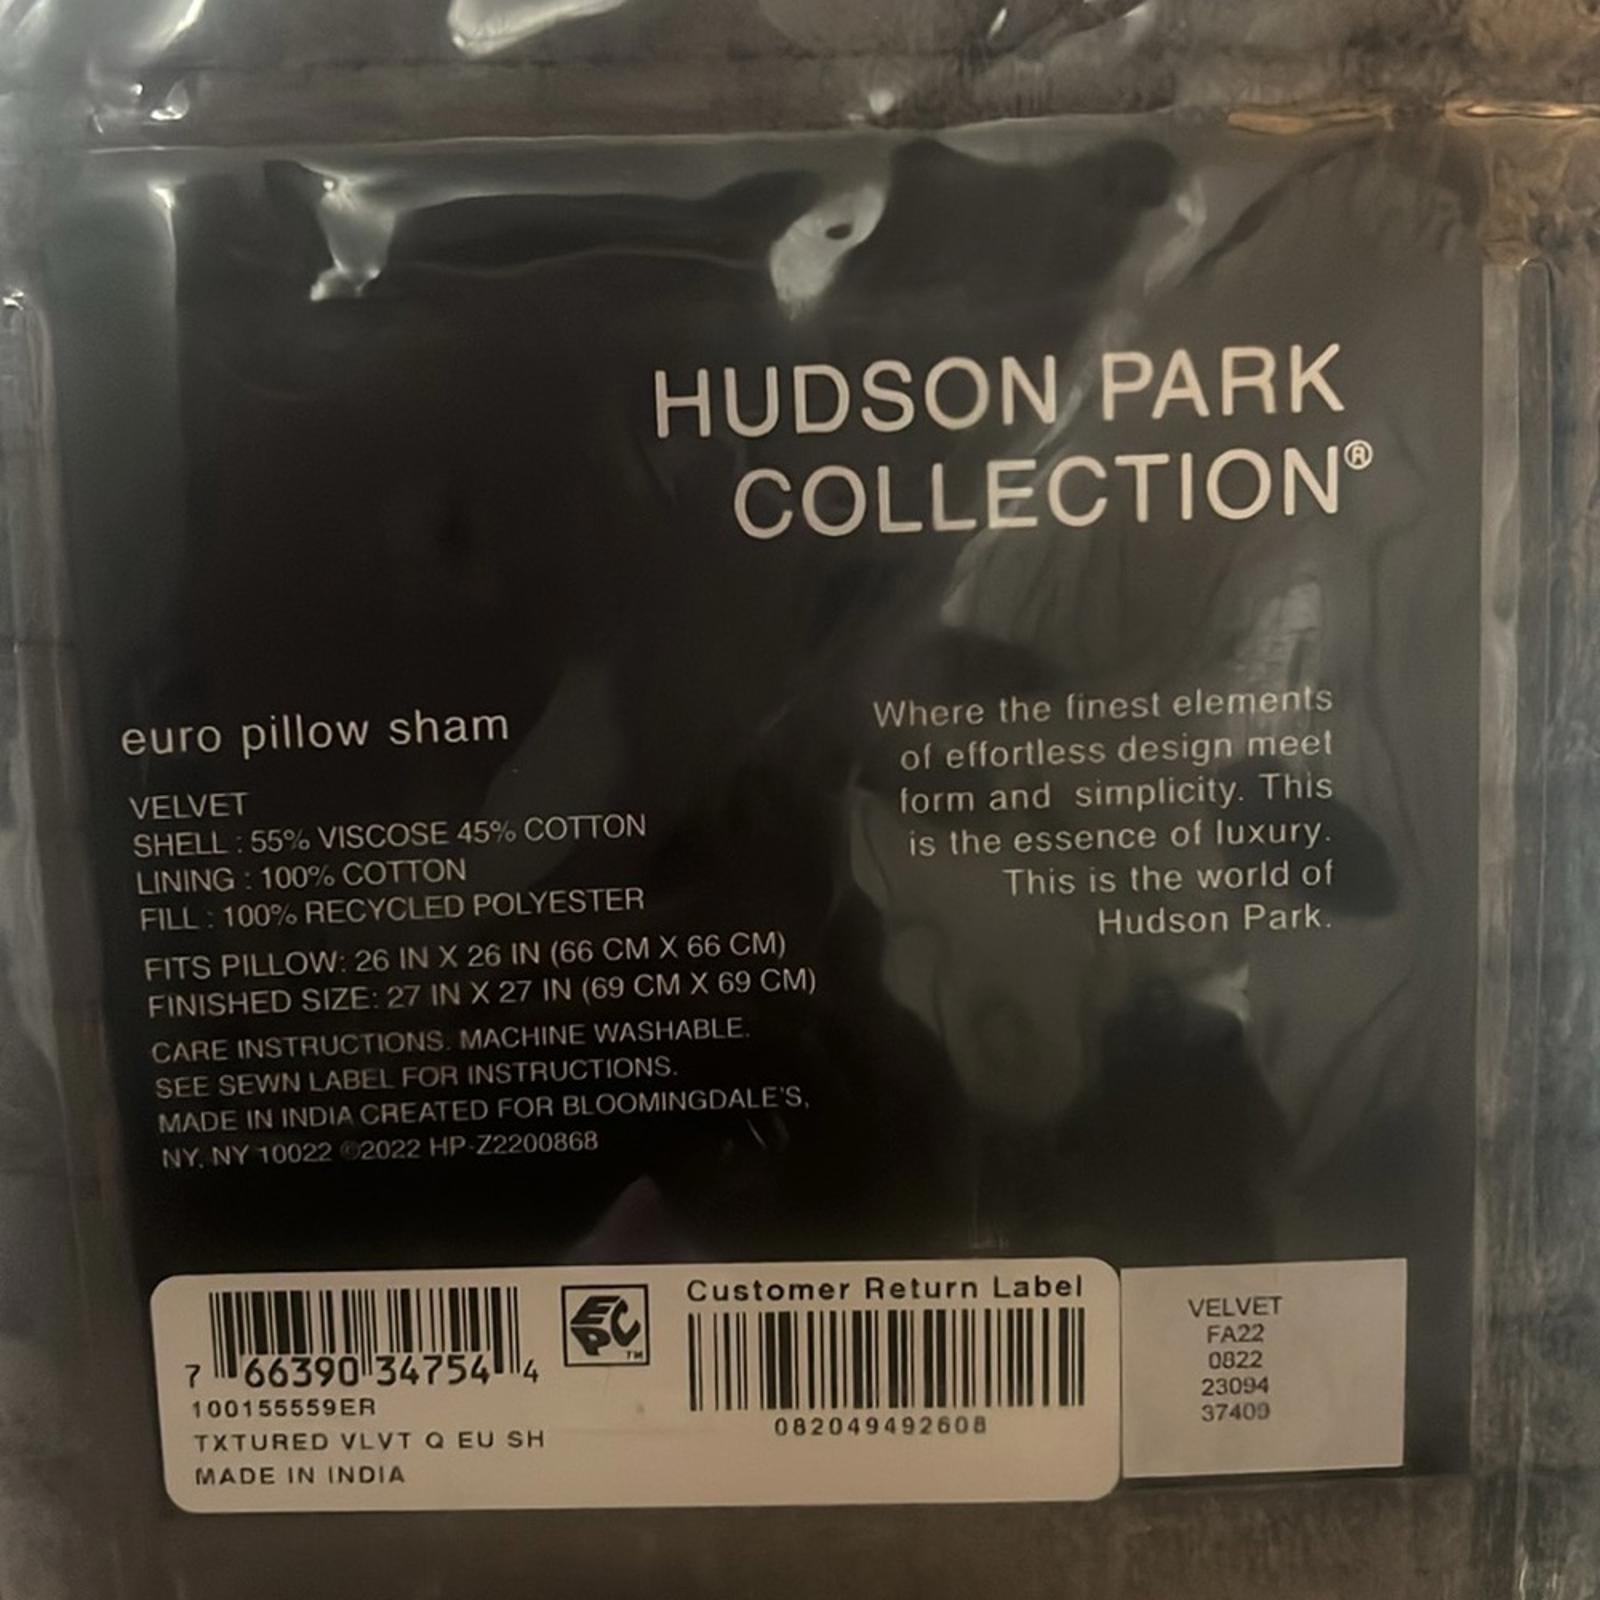 HUDSON PARK
COLLECTION®
euro pillow sham
VELVET
SHELL : 55% VISCOSE 45% COTTON
LINING : 100% COTTON
FILL : 100% RECYCLED POLYESTER
FITS PILLOW: 26 IN X 26 IN (66 CM X 66 CM)
FINISHED SIZE: 27 IN X 27 IN (69 CM X 69 CM)
CARE INSTRUCTIONS. MACHINE WASHABLE.
SEE SEWN LABEL FOR INSTRUCTIONS.
MADE IN INDIA CREATED FOR BLOOMINGDALE'S,
NY, NY 10022 ©2022 HP-Z2200868
Where the finest elements
of effortless design meet
form and simplicity. This
is the essence of luxury.
This is the world of
Hudson Park.
7 66390 34754 4
100155559ER
TXTURED VLVT Q EU SH
MADE IN INDIA
EPC™
Customer Return Label
082049492608
VELVET
FA22
0822
23094
37409